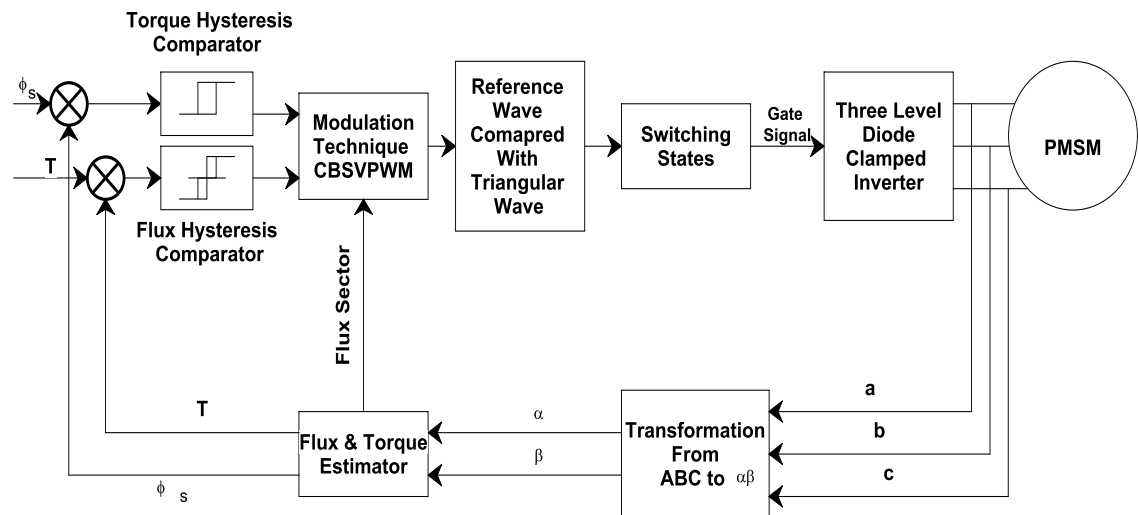 Torque Hysteresis
Comparator
ϕs
T
Flux Hysteresis
Comparator
Modulation
Technique
CBSVPWM
Reference
Wave
Comapred
With
Triangular
Wave
Switching
States
Gate
Signal
Three Level
Diode
Clamped
Inverter
PMSM
Flux Sector
a
b
c
Transformation
From
ABC to αβ
α
β
Flux & Torque
Estimator
T
ϕ s